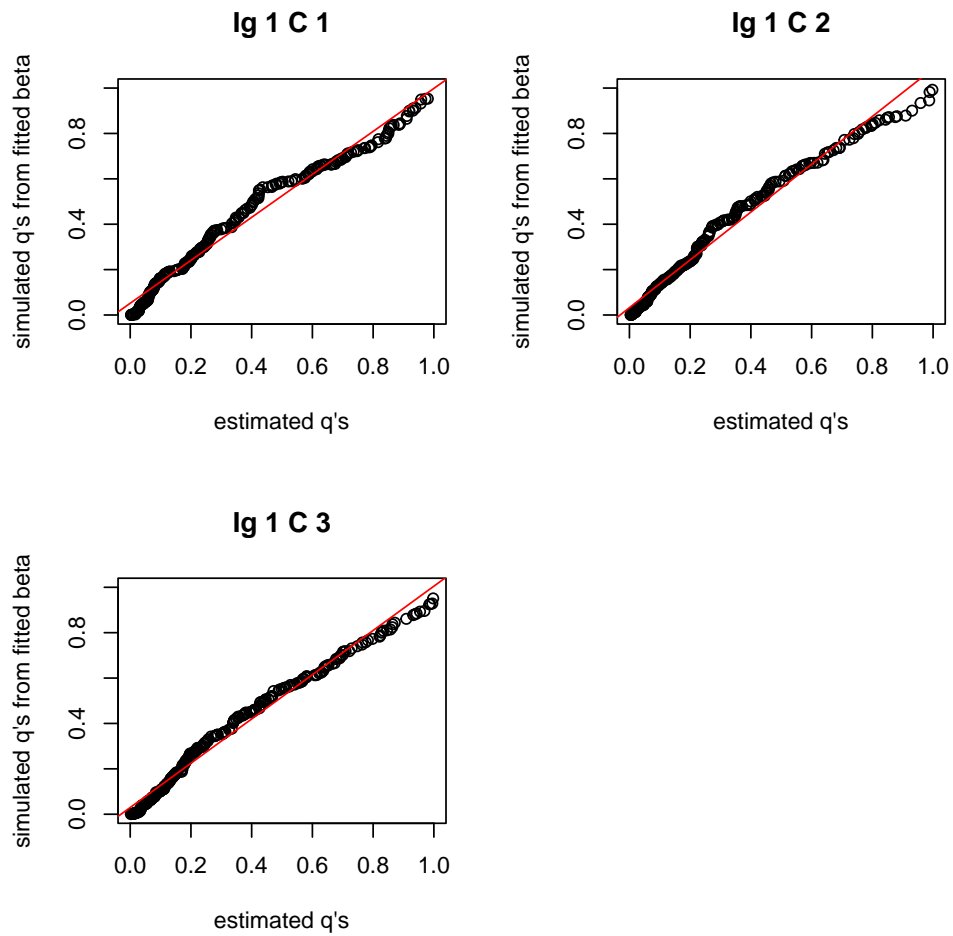 Ig 1 C 1
simulated q's from fitted beta
0.0 0.4 0.8
0.0 0.2 0.4 0.6 0.8 1.0
estimated q's
Ig 1 C 2
simulated q's from fitted beta
0.0 0.4 0.8
0.0 0.2 0.4 0.6 0.8 1.0
estimated q's
Ig 1 C 3
simulated q's from fitted beta
0.0 0.4 0.8
0.0 0.2 0.4 0.6 0.8 1.0
estimated q's